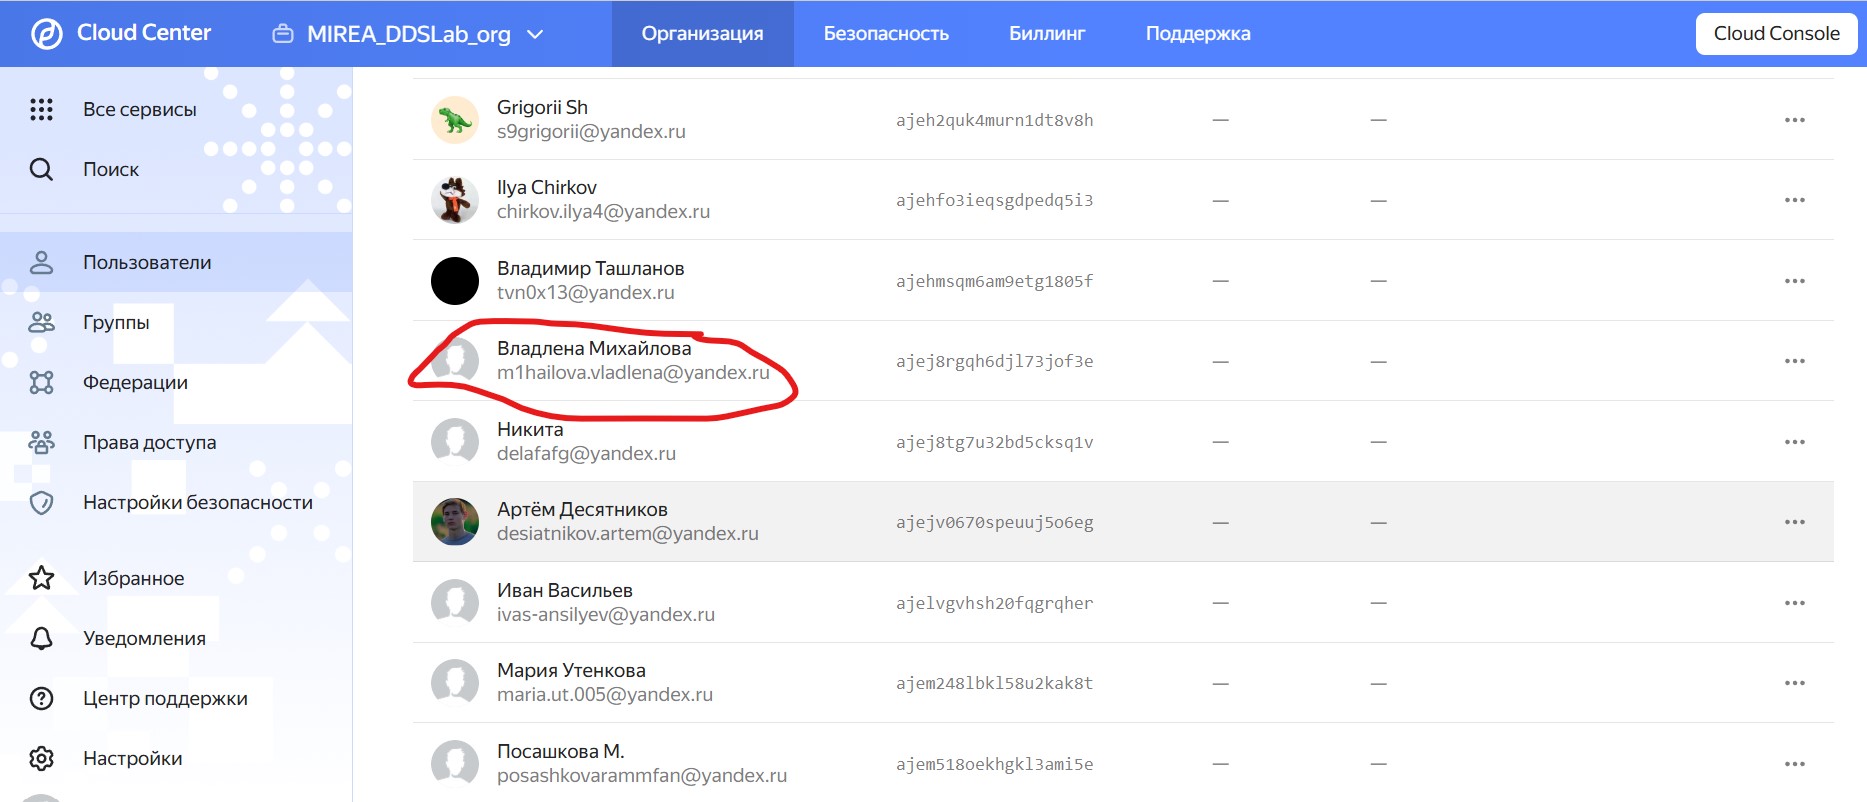 Cloud Center
MIREA_DDSLab_org
Организация
Безопасность
Биллинг
Поддержка
Cloud Console
Все сервисы
Поиск
Пользователи
Группы
Федерации
Права доступа
Настройки безопасности
Избранное
Уведомления
Центр поддержки
Настройки
Grigorii Sh
s9grigorii@yandex.ru
ajeh2quk4murn1dt8v8h
—
—
Ilya Chirkov
chirkov.ilya4@yandex.ru
ajehfo3ieqsgdpedq5i3
—
—
Владимир Ташланов
tvn0x13@yandex.ru
ajehmsqm6am9etg1805f
—
—
Владлена Михайлова
m1hailova.vladlena@yandex.ru
ajej8rgqh6djl73jof3e
—
—
Никита
delafafg@yandex.ru
ajej8tg7u32bd5cksq1v
—
—
Артём Десятников
desiatnikov.artem@yandex.ru
ajejv0670speuuj5o6eg
—
—
Иван Васильев
ivas-ansilyev@yandex.ru
ajelvgvhsh20fqgrqher
—
—
Мария Утенкова
maria.ut.005@yandex.ru
ajem248lbkl58u2kak8t
—
—
Посашкова М.
posashkovarammfan@yandex.ru
ajem518oekhgkl3ami5e
—
—